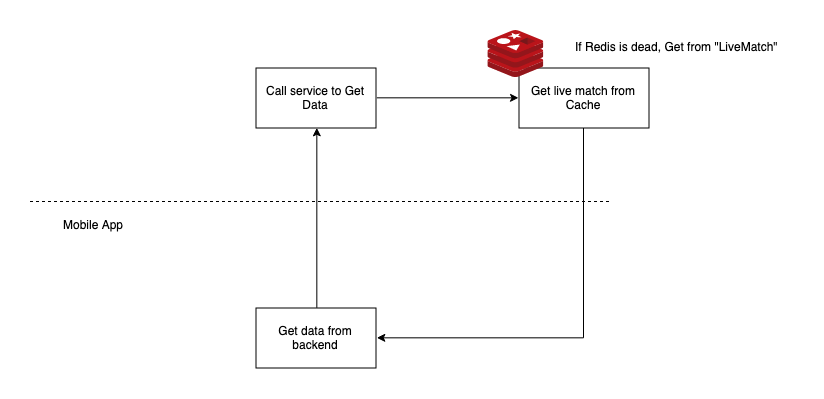 If Redis is dead, Get from "LiveMatch"
Call service to Get
Data
Get live match from
Cache
Mobile App
Get data from
backend